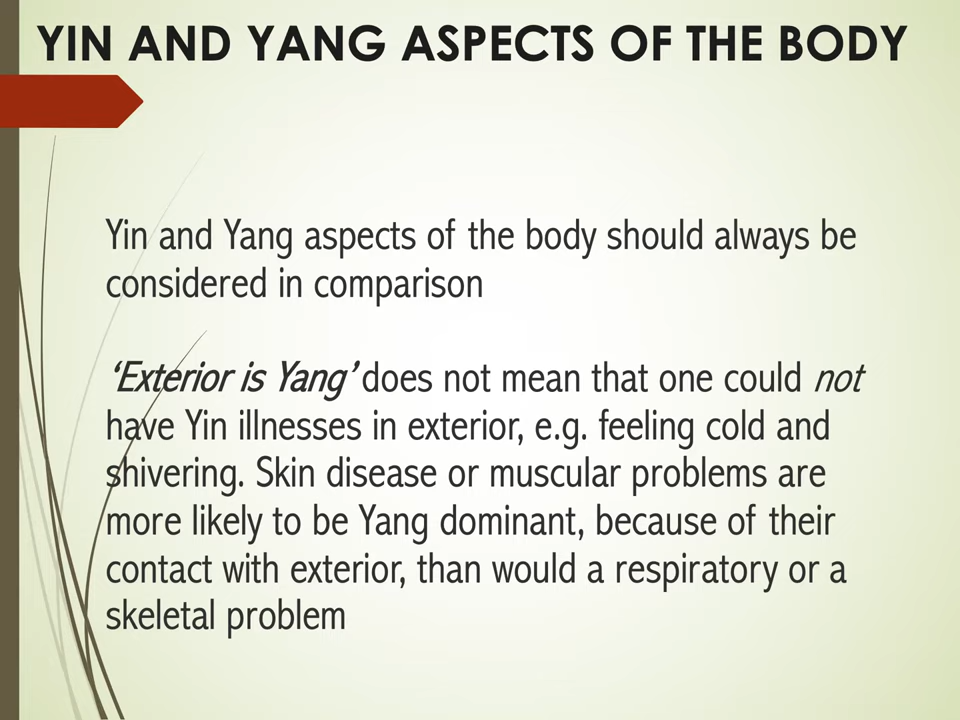 YIN AND YANG ASPECTS OF THE BODY
Yin and Yang aspects of the body should always be
considered in comparison
‘Exterior is Yang’ does not mean that one could not
have Yin illnesses in exterior, e.g. feeling cold and
shivering. Skin disease or muscular problems are
more likely to be Yang dominant, because of their
contact with exterior, than would a respiratory or a
skeletal problem